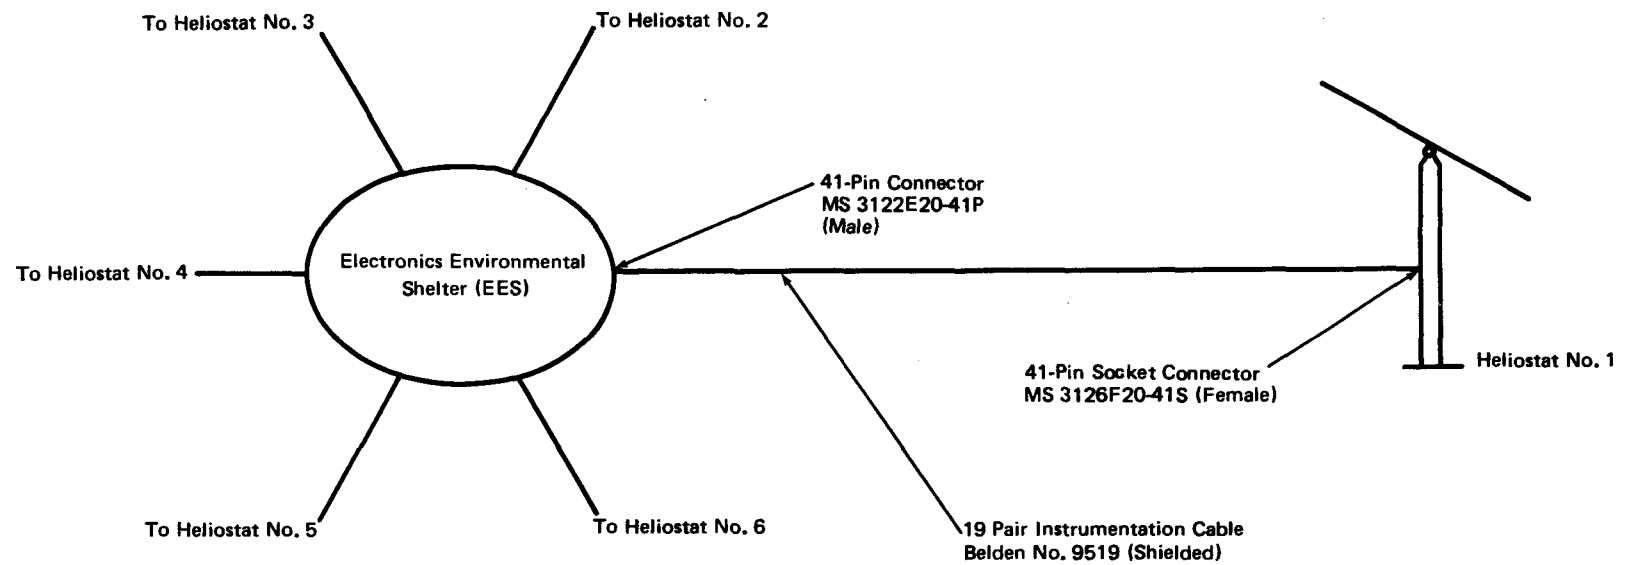 To Heliostat No. 3
To Heliostat No. 2
41-Pin Connector
MS 3122E20-41P
(Male)
Electronics Environmental
Shelter (EES)
To Heliostat No. 4
41-Pin Socket Connector
MS 3126F20-41S (Female)
Heliostat No. 1
To Heliostat No. 5
To Heliostat No. 6
19 Pair Instrumentation Cable
Belden No. 9519 (Shielded)